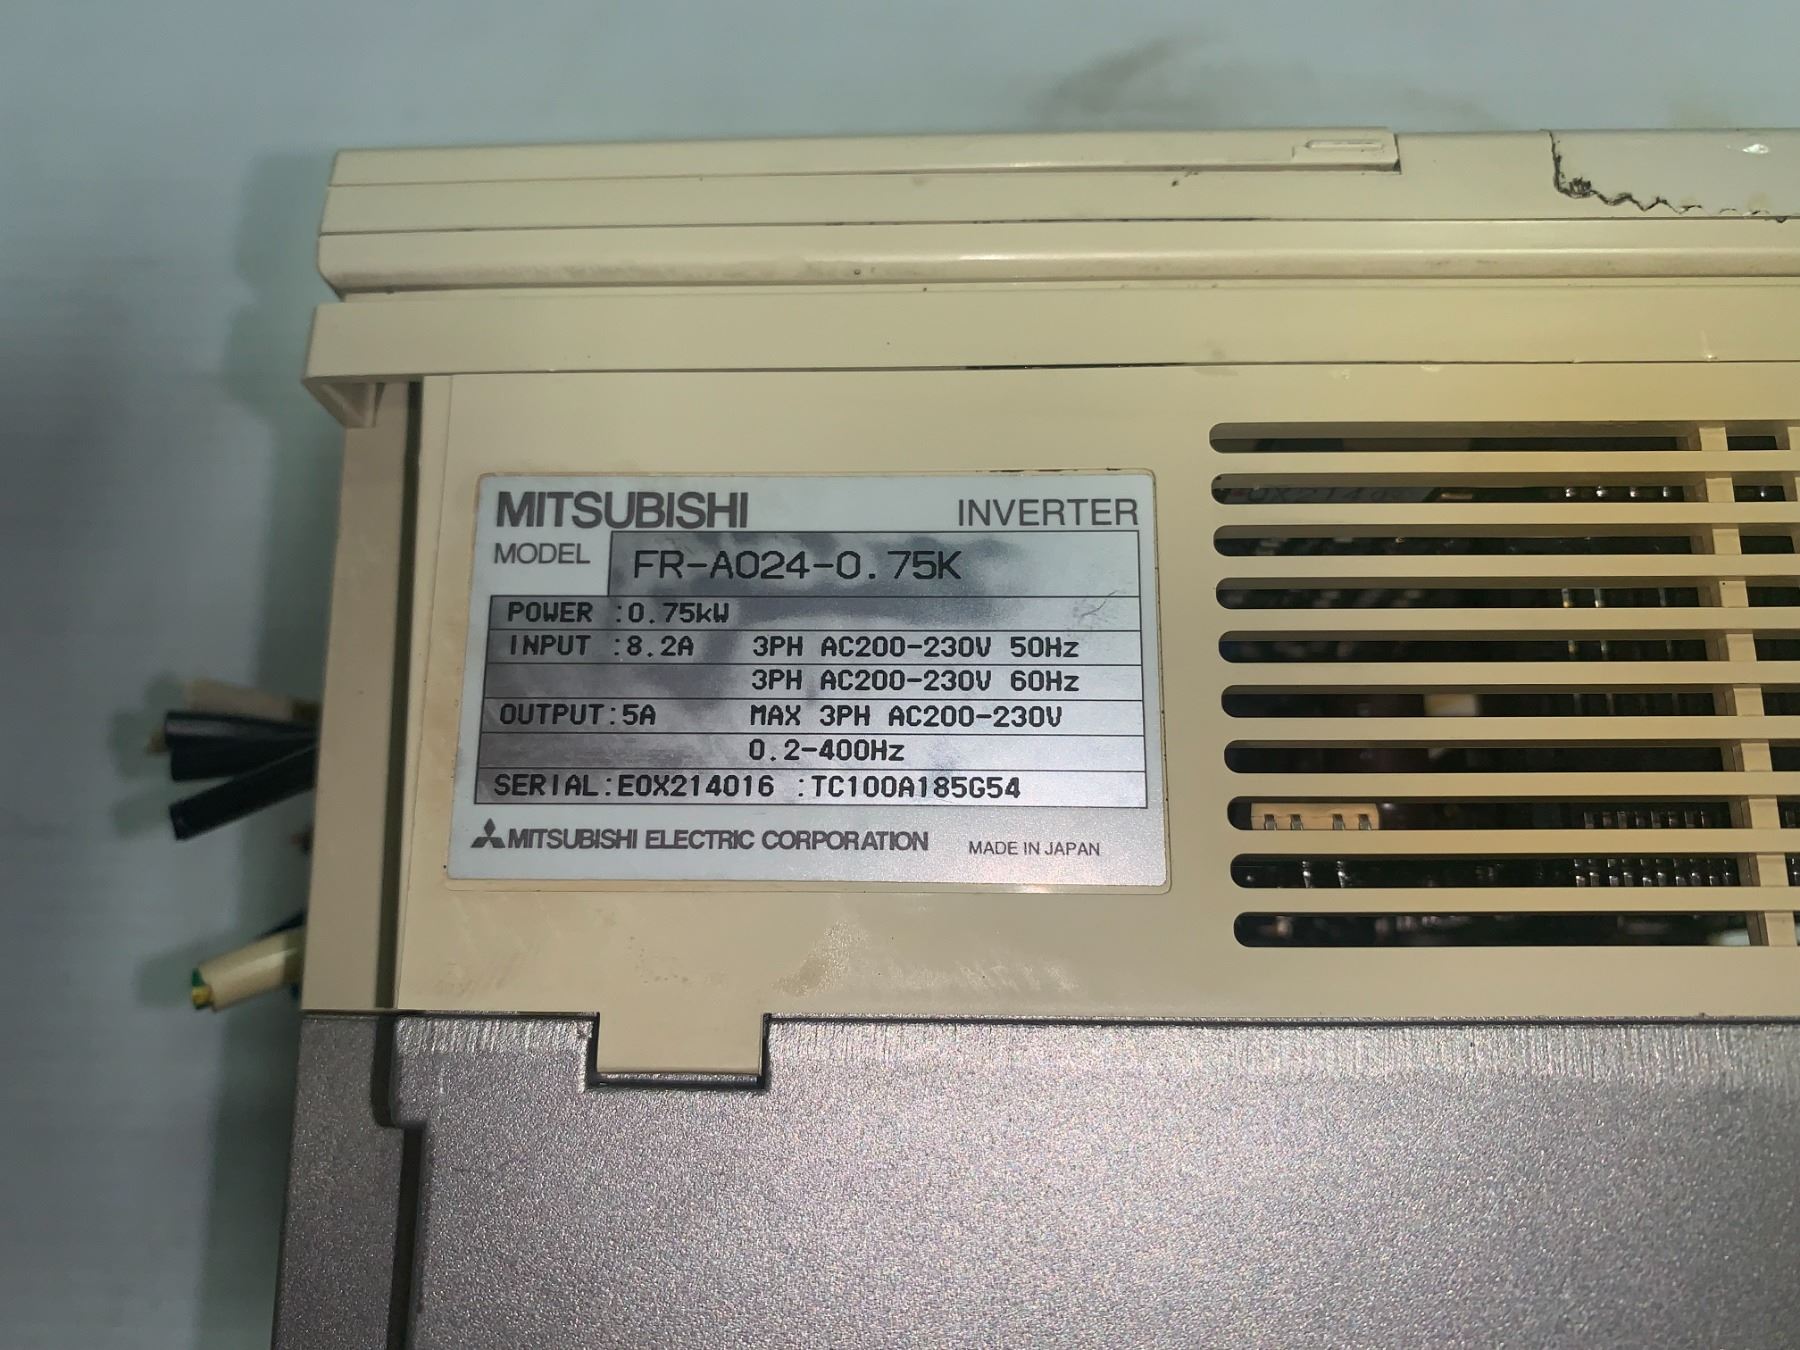 MITSUBISHI INVERTER
MODEL FR-A024-0.75K
POWER :0.75kW
INPUT :8.2A 3PH AC200-230V 50Hz
3PH AC200-230V 60Hz
OUTPUT:5A MAX 3PH AC200-230V
0.2-400Hz
SERIAL:E0X214016 :TC100A185G54
MITSUBISHI ELECTRIC CORPORATION MADE IN JAPAN